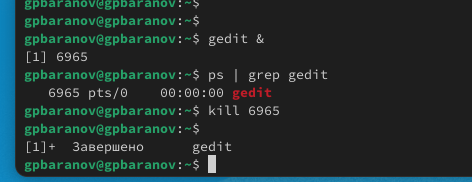 gpbaranov@gpbaranov:~$
gpbaranov@gpbaranov:~$
gpbaranov@gpbaranov:~$ gedit &
[1] 6965
gpbaranov@gpbaranov:~$ ps | grep gedit
   6965 pts/0    00:00:00 gedit
gpbaranov@gpbaranov:~$ kill 6965
gpbaranov@gpbaranov:~$
[1]+  Завершено      gedit
gpbaranov@gpbaranov:~$